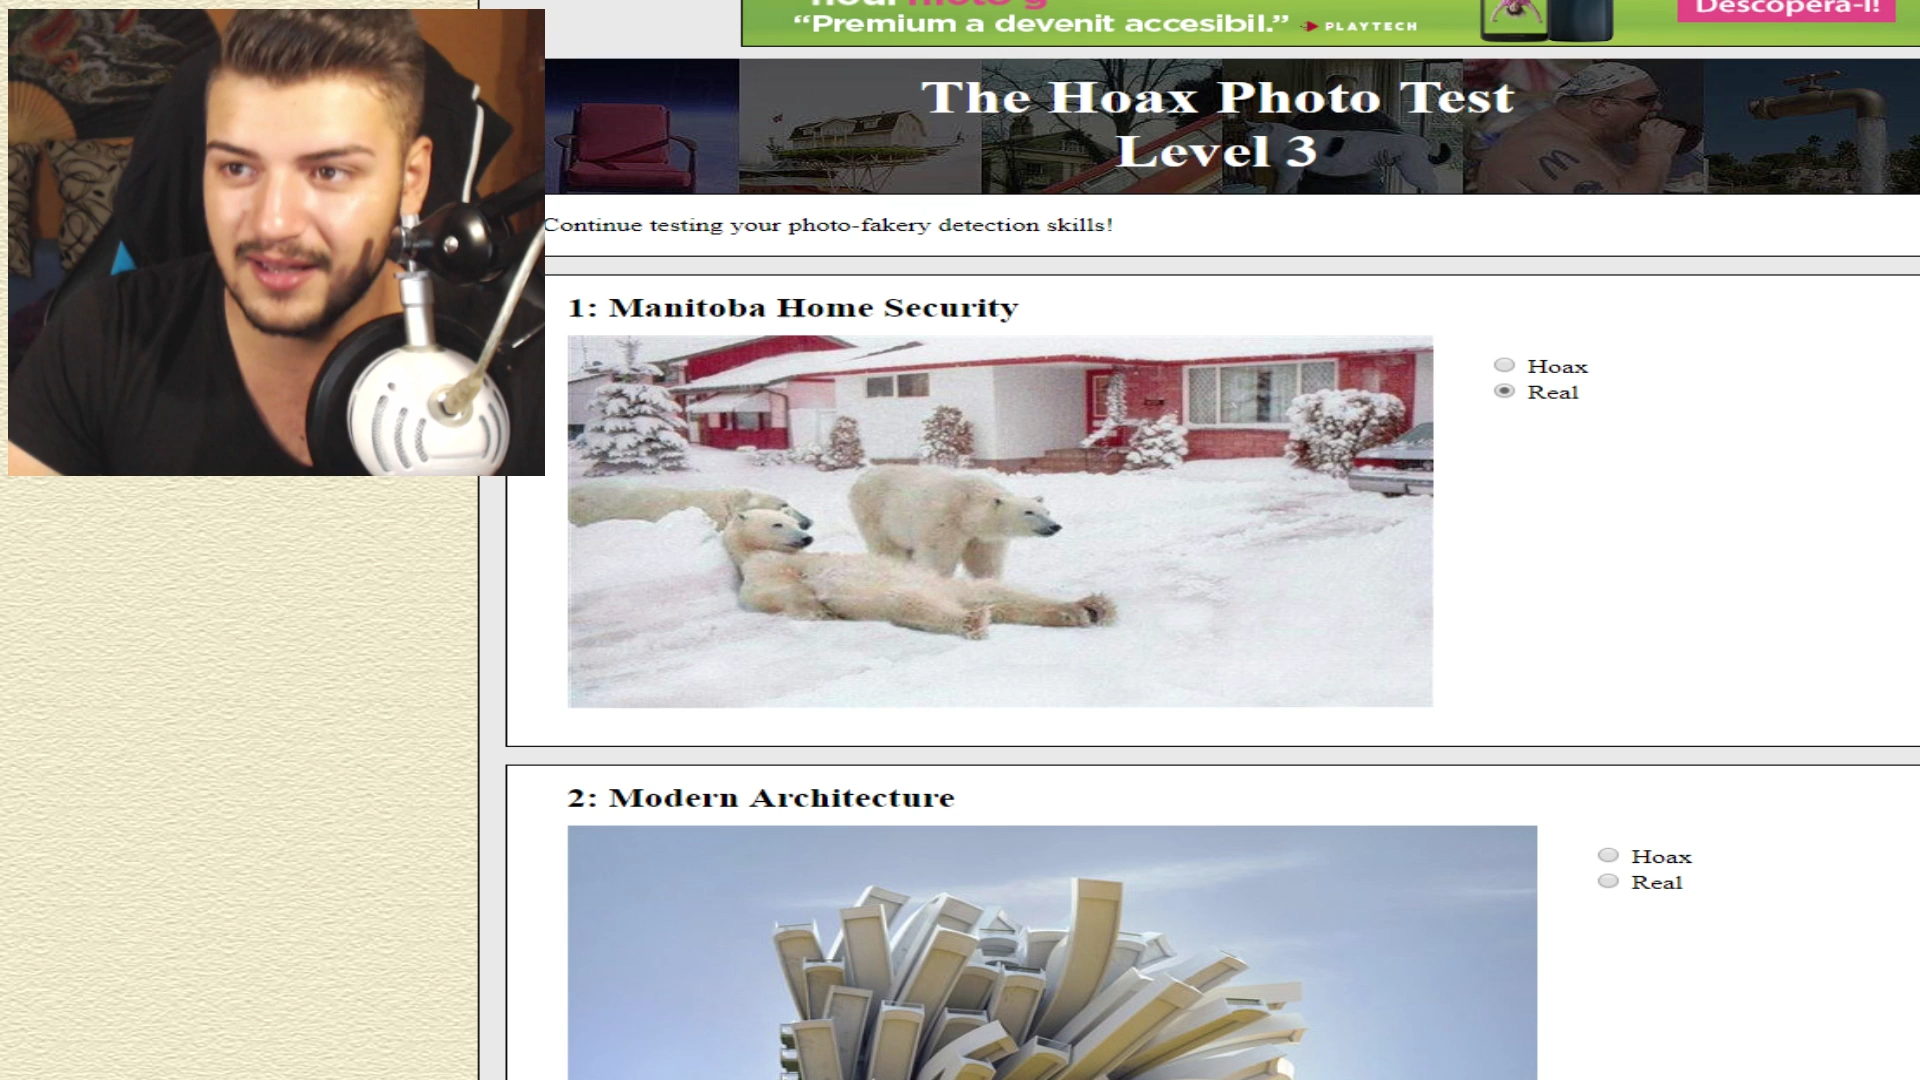 “Premium a devenit accesibil.” PLAYTECH
Descoperă-l!
The Hoax Photo Test
Level 3
Continue testing your photo-fakery detection skills!
1: Manitoba Home Security
Hoax
Real
2: Modern Architecture
Hoax
Real